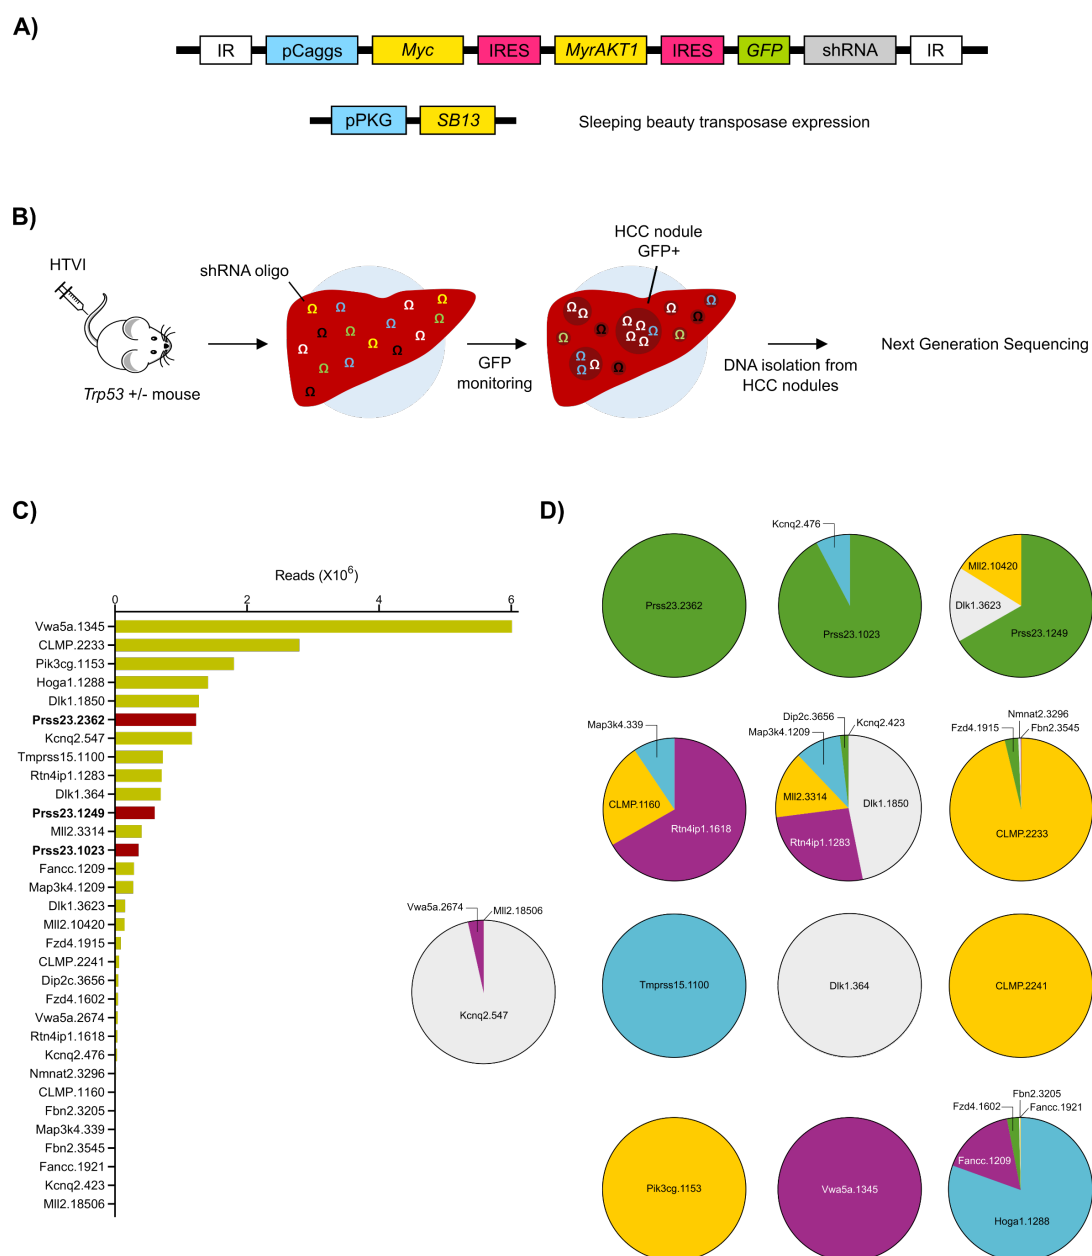 A)
IR pCaggs Myc IRES MyrAKT1 IRES GFP shRNA IR
pPKG SB13 Sleeping beauty transposase expression
B)
HTVI
shRNA oligo
HCC nodule
GFP+
Trp53 +/- mouse
GFP
monitoring
DNA isolation from
HCC nodules
Next Generation Sequencing
C)
Reads (X10⁶)
0 2 4 6
Vwa5a.1345
CLMP.2233
Pik3cg.1153
Hoga1.1288
Dlk1.1850
Prss23.2362
Kcnq2.547
Tmprss15.1100
Rtn4ip1.1283
Dlk1.364
Prss23.1249
Mll2.3314
Prss23.1023
Fancc.1209
Map3k4.1209
Dlk1.3623
Mll2.10420
Fzd4.1915
CLMP.2241
Dip2c.3656
Fzd4.1602
Vwa5a.2674
Rtn4ip1.1618
Kcnq2.476
Nmnat2.3296
CLMP.1160
Fbn2.3205
Map3k4.339
Fbn2.3545
Fancc.1921
Kcnq2.423
Mll2.18506
D)
Prss23.2362
Kcnq2.476
Prss23.1023
Mll2.10420
Dlk1.3623
Prss23.1249
Map3k4.339
CLMP.1160
Rtn4ip1.1618
Dip2c.3656
Kcnq2.423
Map3k4.1209
Mll2.3314
Dlk1.1850
Rtn4ip1.1283
Nmnat2.3296
Fzd4.1915
Fbn2.3545
CLMP.2233
Vwa5a.2674
Mll2.18506
Kcnq2.547
Tmprss15.1100
Dlk1.364
CLMP.2241
Pik3cg.1153
Vwa5a.1345
Fbn2.3205
Fzd4.1602
Fancc.1921
Fancc.1209
Hoga1.1288